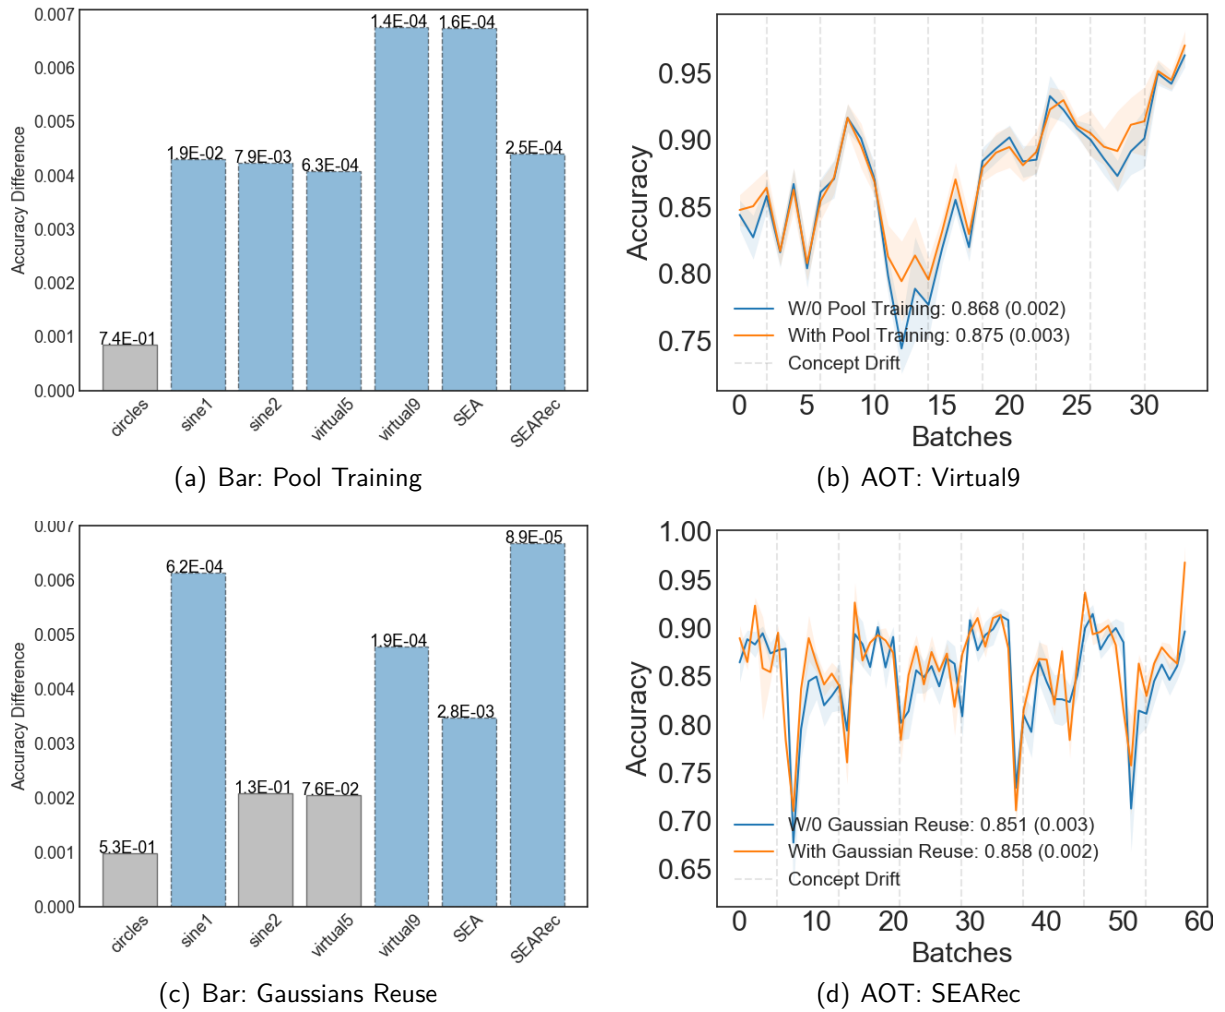 0.007
0.006
0.005
0.004
0.003
0.002
0.001
0.000
Accuracy Difference
7.4E-01
1.9E-02
7.9E-03
6.3E-04
1.4E-04
1.6E-04
2.5E-04
circles
sine1
sine2
virtual5
virtual9
SEA
SEARec
(a) Bar: Pool Training
0.95
0.90
0.85
0.80
0.75
Accuracy
W/0 Pool Training: 0.868 (0.002)
With Pool Training: 0.875 (0.003)
Concept Drift
0 5 10 15 20 25 30
Batches
(b) AOT: Virtual9
0.007
0.006
0.005
0.004
0.003
0.002
0.001
0.000
Accuracy Difference
5.3E-01
6.2E-04
1.3E-01
7.6E-02
1.9E-04
2.8E-03
8.9E-05
circles
sine1
sine2
virtual5
virtual9
SEA
SEARec
(c) Bar: Gaussians Reuse
1.00
0.95
0.90
0.85
0.80
0.75
0.70
0.65
Accuracy
W/0 Gaussian Reuse: 0.851 (0.003)
With Gaussian Reuse: 0.858 (0.002)
Concept Drift
0 10 20 30 40 50 60
Batches
(d) AOT: SEARec